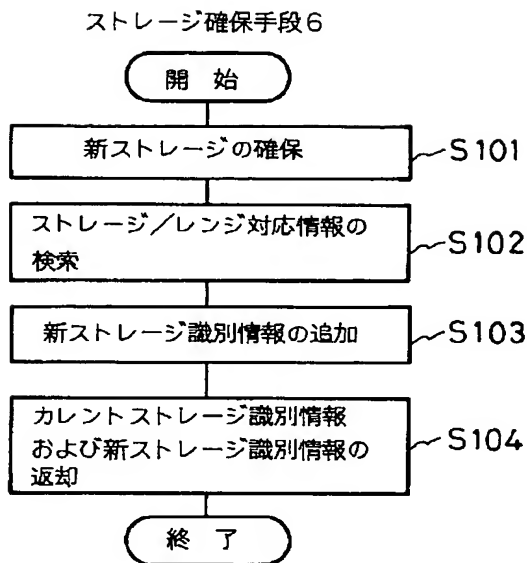 ストレージ確保手段6
開 始
新ストレージの確保
S101
ストレージ／レンジ対応情報の
検索
S102
新ストレージ識別情報の追加
S103
カレントストレージ識別情報
および新ストレージ識別情報の
返却
S104
終 了